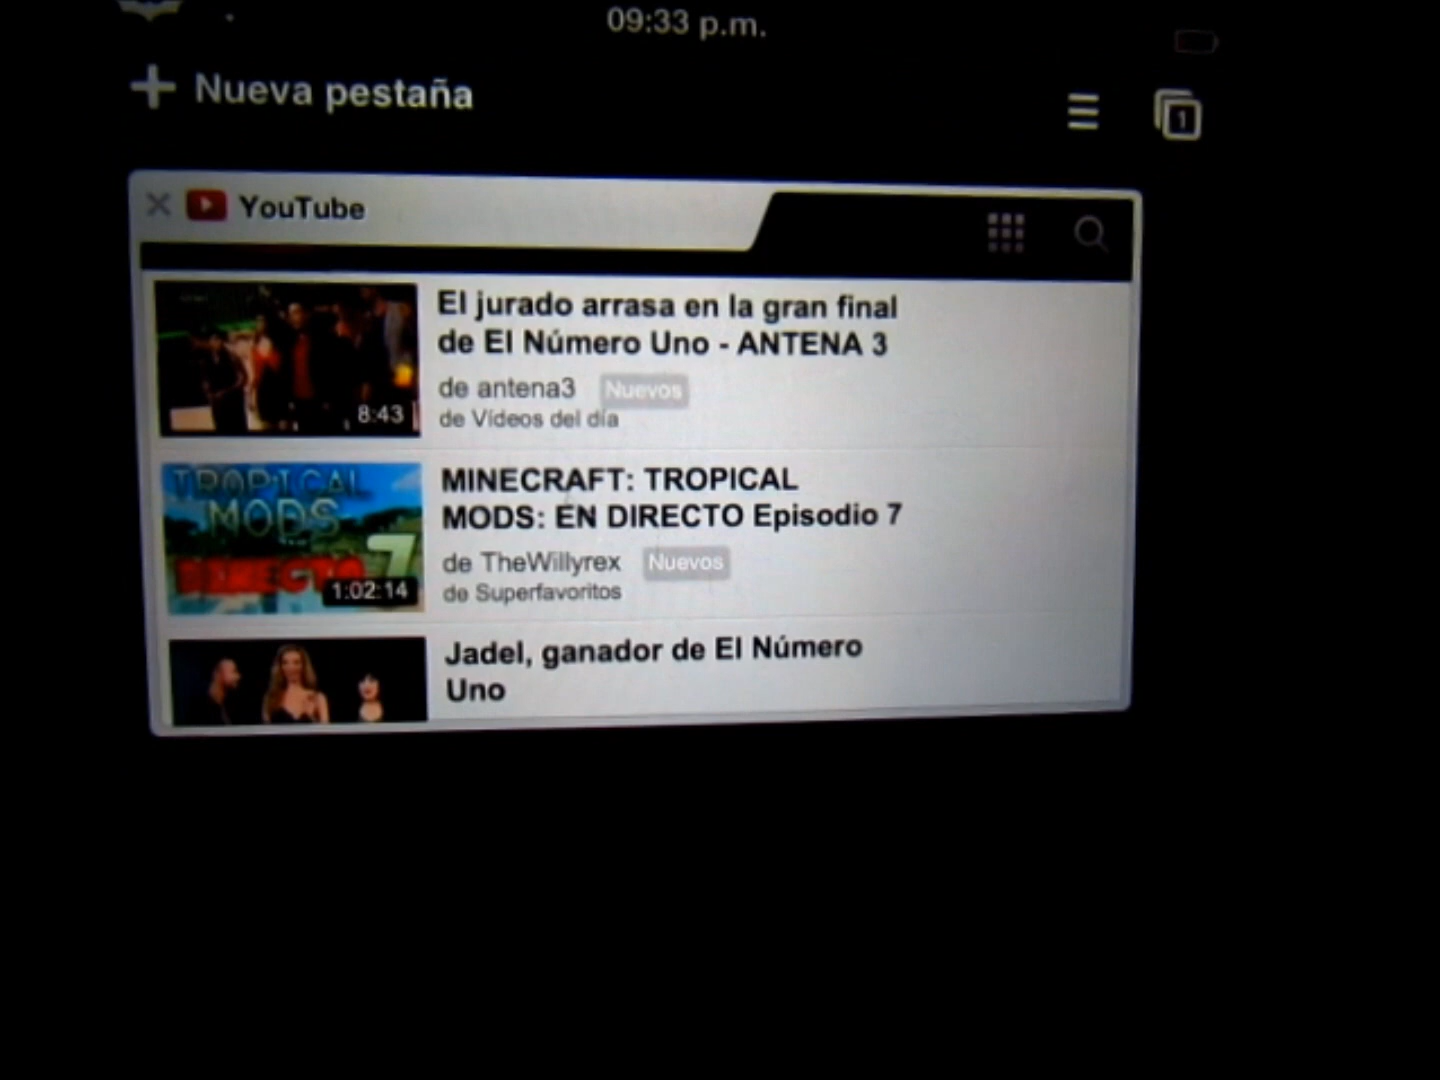 09:33 p.m.
Nueva pestaña
1
YouTube
El jurado arrasa en la gran final
de El Número Uno - ANTENA 3
de antena3 Nuevos
de Vídeos del día
8:43
TROPICAL
MODS
DIRECTO 7
1:02:14
MINECRAFT: TROPICAL
MODS: EN DIRECTO Episodio 7
de TheWillyrex Nuevos
de Superfavoritos
Jadel, ganador de El Número
Uno